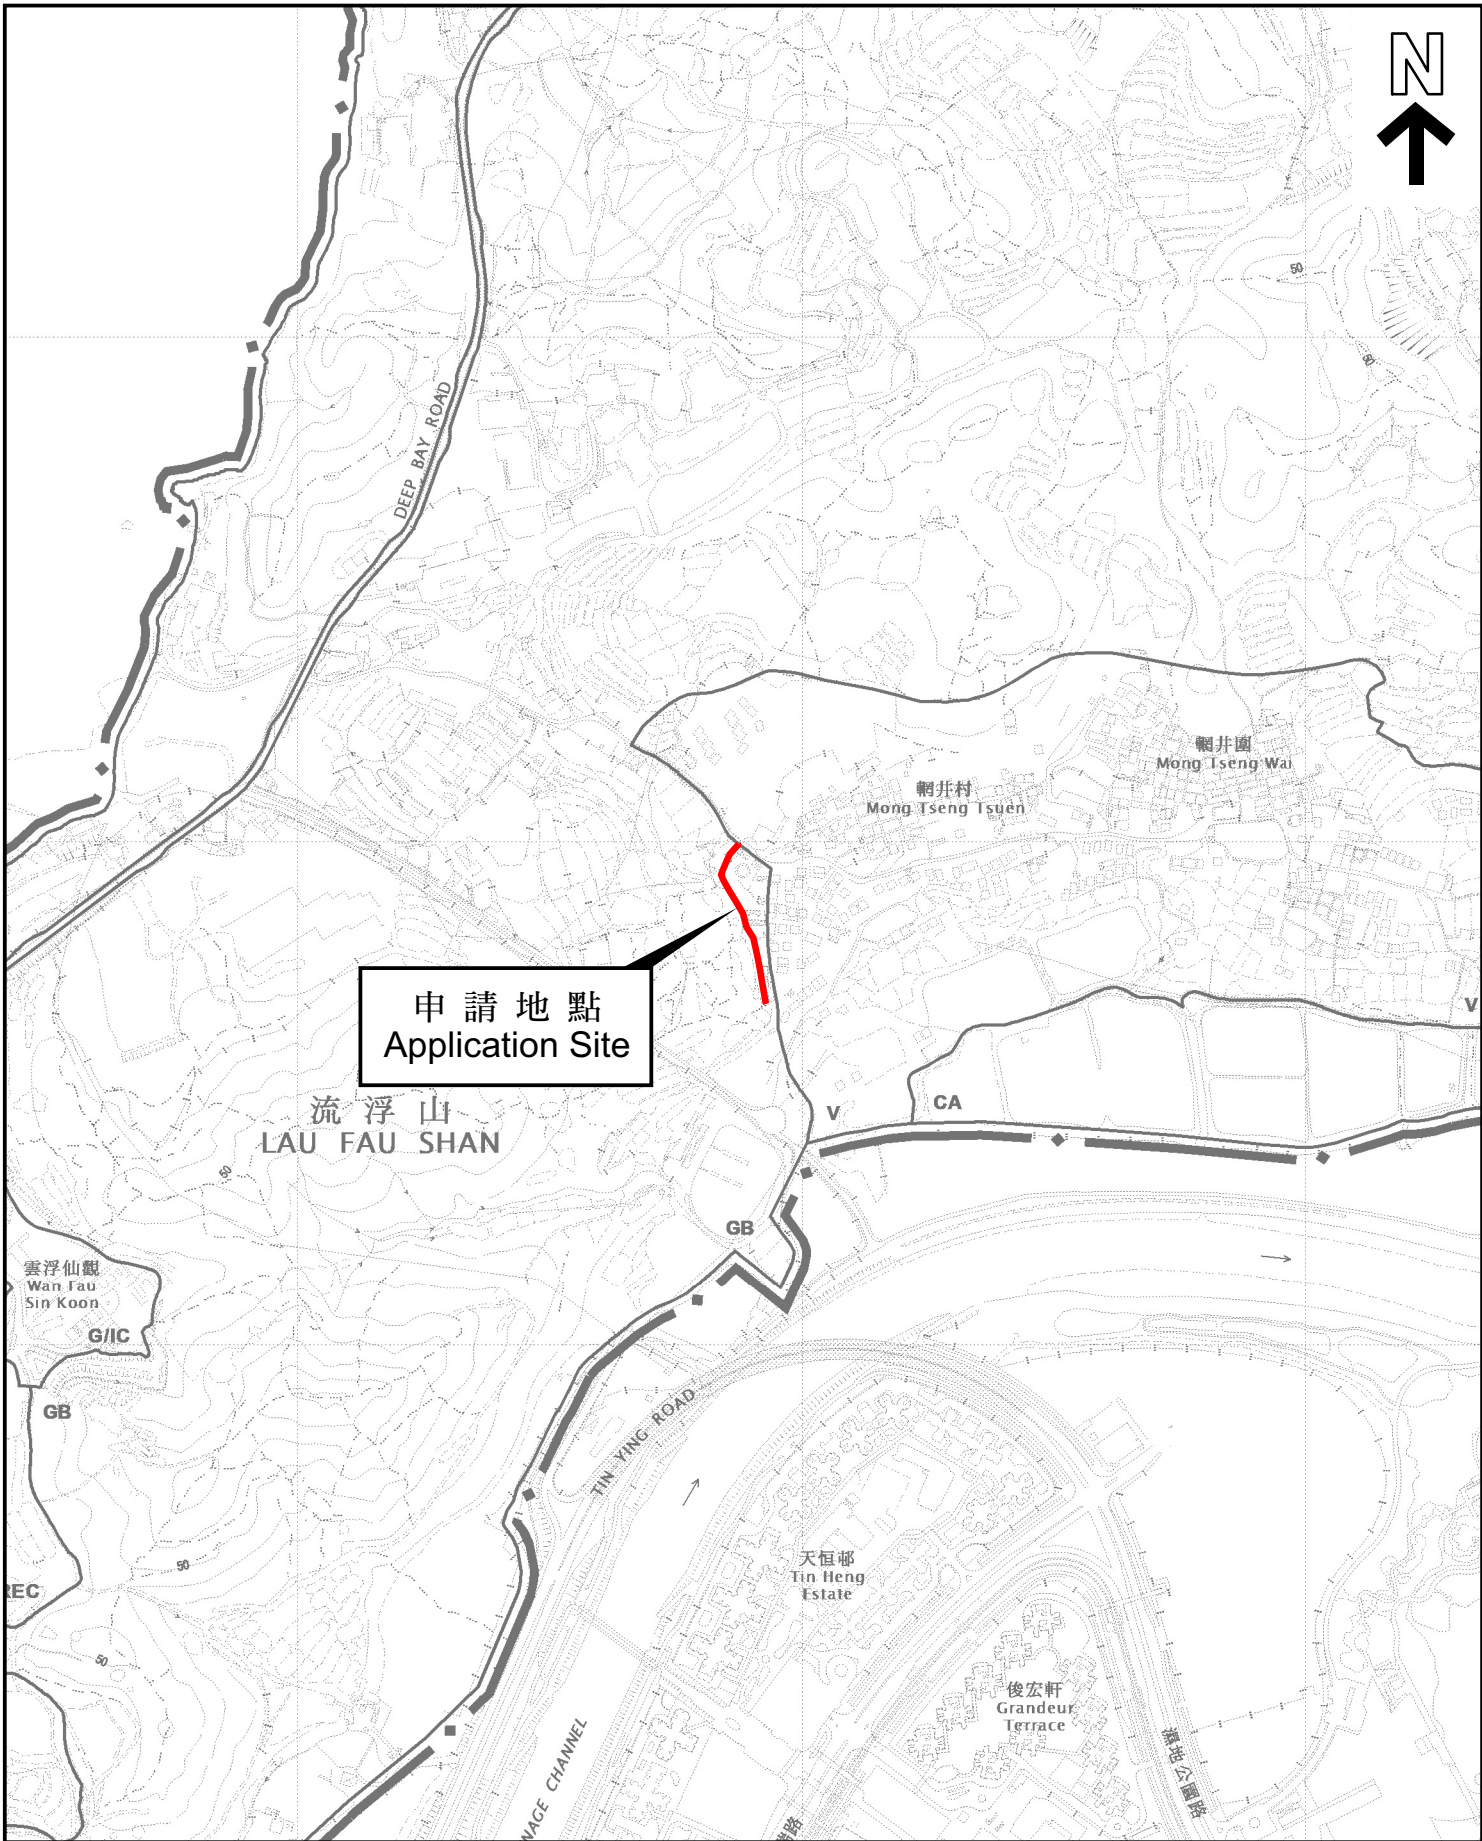 N
50
50
DEEP BAY ROAD
輞井圍
Mong Tseng Wai
輞井村
Mong Tseng Tsuen
申請地點
Application Site
V
CA
V
流浮山
LAU FAU SHAN
50
GB
雲浮仙觀
Wan Fau
Sin Koon
G/IC
GB
TIN YING ROAD
50
天恒邨
Tin Heng
Estate
REC
50
俊宏軒
Grandeur
Terrace
NAGE CHANNEL
濕地公園路